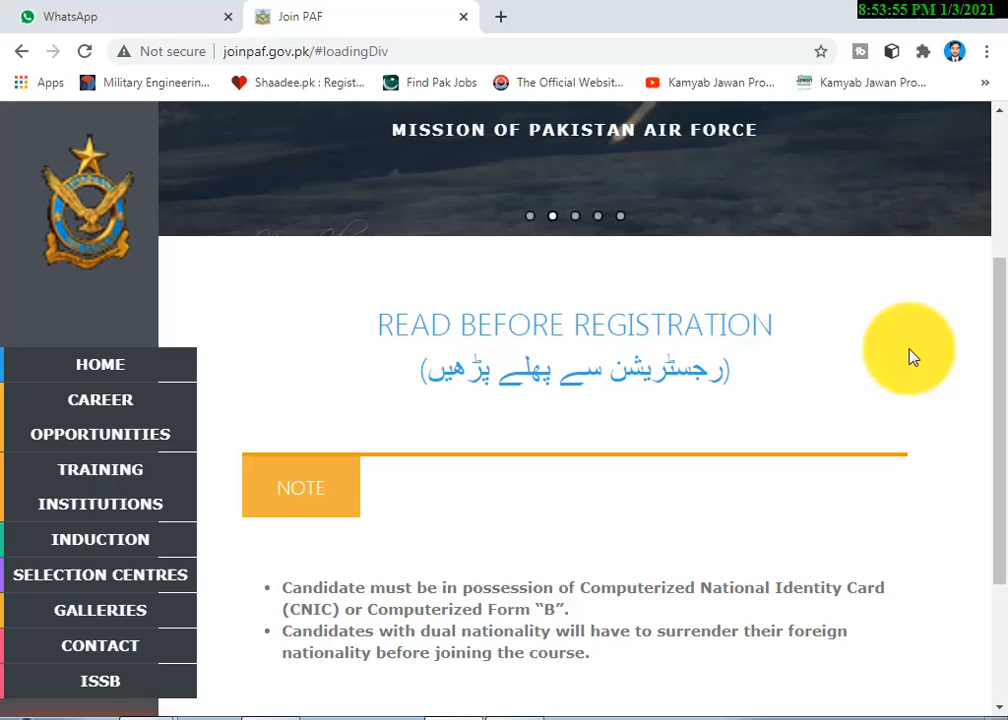 8:53:55 PM 1/3/2021
WhatsApp
Join PAF
Not secure
joinpaf.gov.pk/#loadingDiv
Apps
Military Engineerin...
Shaadee.pk : Regist...
Find Pak Jobs
The Official Websit...
Kamyab Jawan Pro...
Kamyab Jawan Pro...
»
MISSION OF PAKISTAN AIR FORCE
READ BEFORE REGISTRATION
(رجسٹریشن سے پھلے پڑھیں)
HOME
CAREER
OPPORTUNITIES
TRAINING
INSTITUTIONS
INDUCTION
SELECTION CENTRES
GALLERIES
CONTACT
ISSB
NOTE
• Candidate must be in possession of Computerized National Identity Card
(CNIC) or Computerized Form “B”.
• Candidates with dual nationality will have to surrender their foreign
nationality before joining the course.